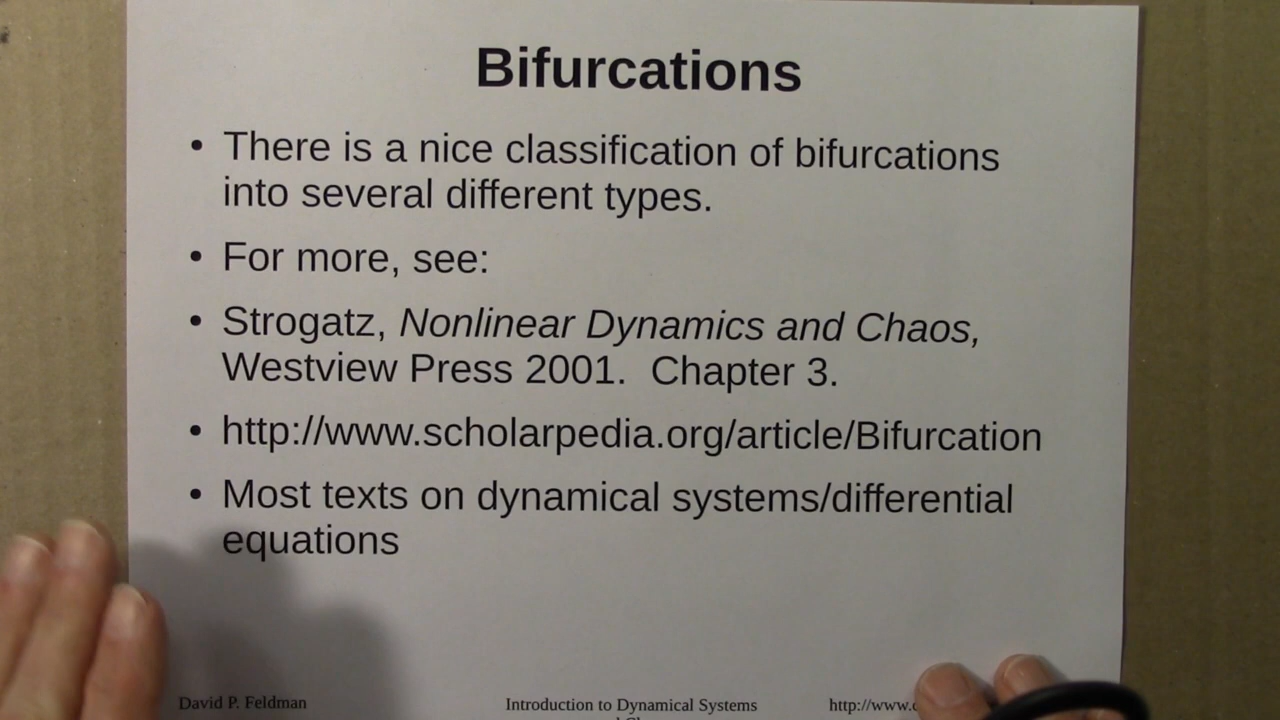 Bifurcations
• There is a nice classification of bifurcations
into several different types.
• For more, see:
• Strogatz, Nonlinear Dynamics and Chaos,
Westview Press 2001.  Chapter 3.
• http://www.scholarpedia.org/article/Bifurcation
• Most texts on dynamical systems/differential
equations
David P. Feldman
Introduction to Dynamical Systems
http://www.c